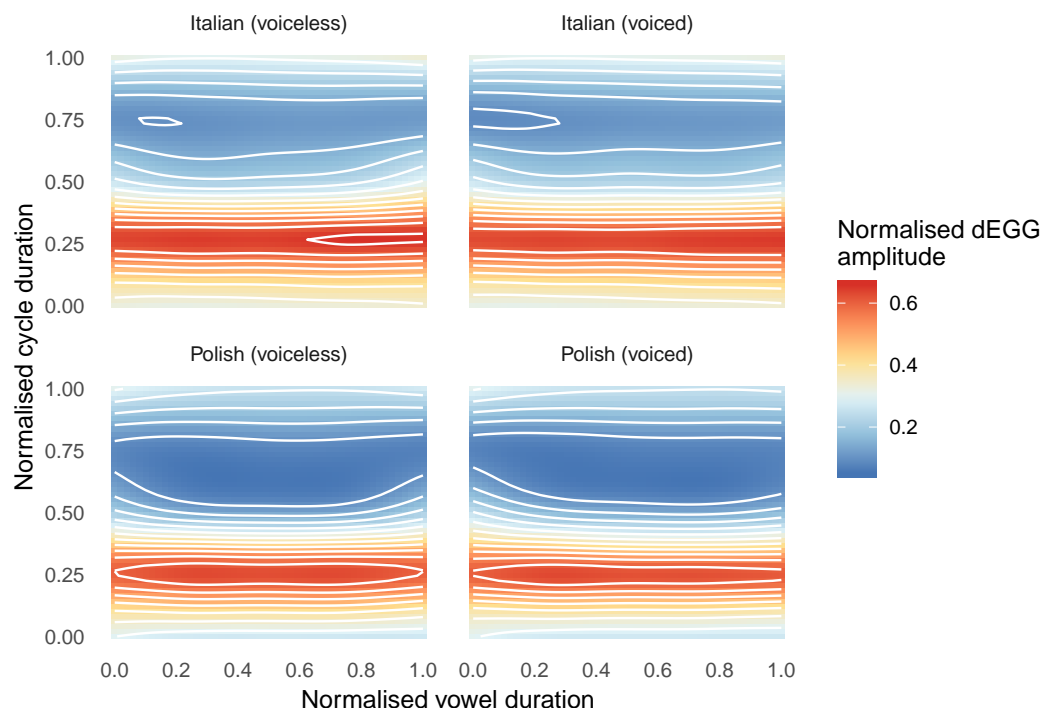 Italian (voiceless)
Italian (voiced)
1.00
0.75
0.50
0.25
0.00
Polish (voiceless)
Polish (voiced)
1.00
0.75
0.50
0.25
0.00
0.0 0.2 0.4 0.6 0.8 1.0
0.0 0.2 0.4 0.6 0.8 1.0
Normalised vowel duration
Normalised cycle duration
Normalised dEGG
amplitude
0.6
0.4
0.2